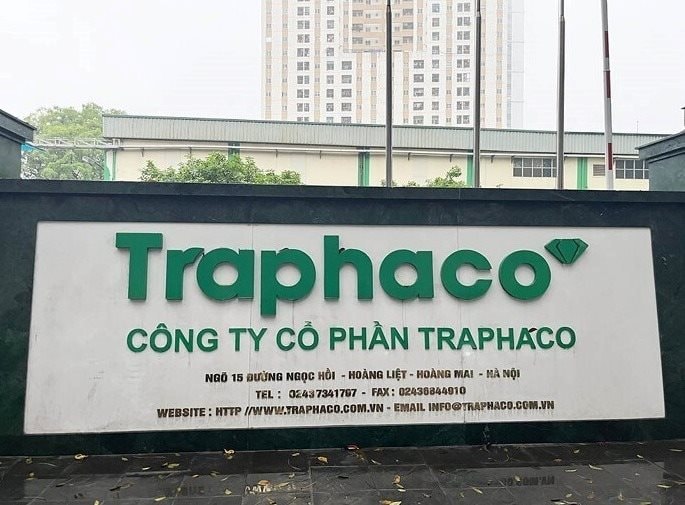 Traphaco
CÔNG TY CỔ PHẦN TRAPHACO
NGÕ 15 ĐƯỜNG NGỌC HỒI - HOÀNG LIỆT - HOÀNG MAI - HÀ NỘI
TEL : 02437341797 - FAX : 02436844910
WEBSITE : HTTP //WWW.TRAPHACO.COM.VN - EMAIL INFO@TRAPHACO.COM.VN